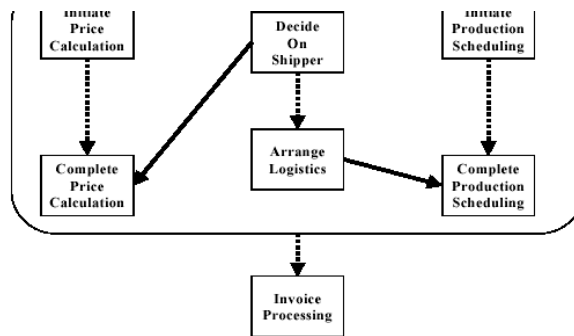 Initiate
Price
Calculation
Decide
On
Shipper
Initiate
Production
Scheduling
Complete
Price
Calculation
Arrange
Logistics
Complete
Production
Scheduling
Invoice
Processing